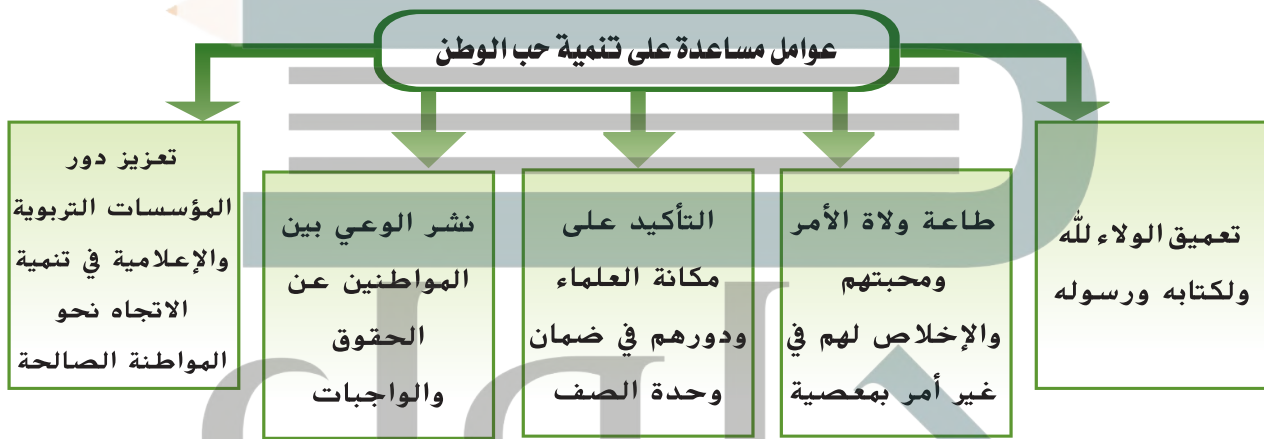 عوامل مساعدة على تنمية حب الوطن
تعميق الولاء لله
ولكتابه ورسوله
طاعة ولاة الأمر
ومحبتهم
والإخلاص لهم في
غير أمر بمعصية
التأكيد على
مكانة العلماء
ودورهم في ضمان
وحدة الصف
نشر الوعي بين
المواطنين عن
الحقوق
والواجبات
تعزيز دور
المؤسسات التربوية
والإعلامية في تنمية
الاتجاه نحو
المواطنة الصالحة